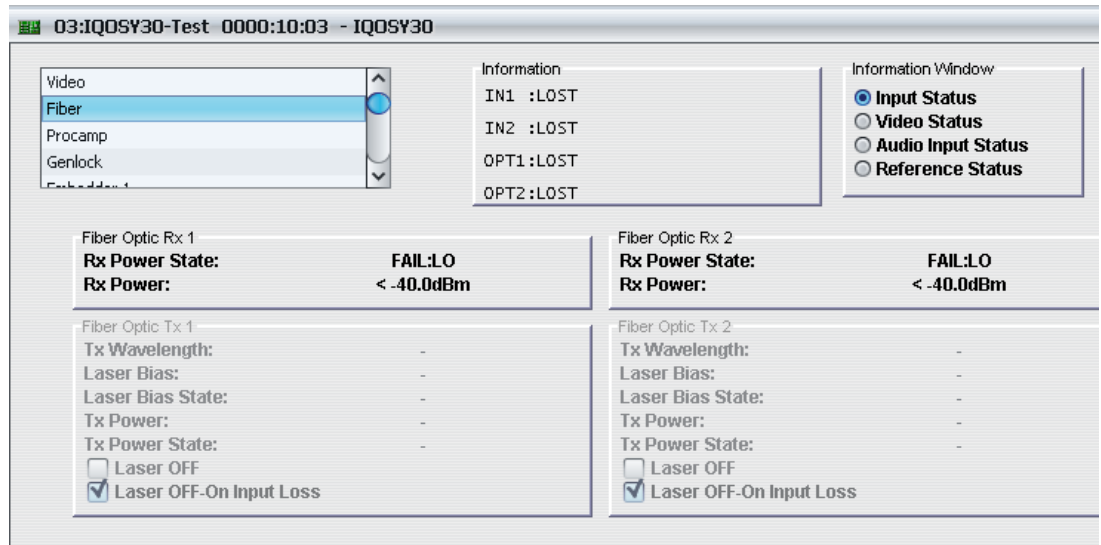 03:IQOSY30-Test 0000:10:03 - IQOSY30
Video
Fiber
Procamp
Genlock
Embedder 1
Information
IN1 :LOST
IN2 :LOST
OPT1:LOST
OPT2:LOST
Information Window
Input Status
Video Status
Audio Input Status
Reference Status
Fiber Optic Rx 1
Rx Power State: FAIL:LO
Rx Power: < -40.0dBm
Fiber Optic Rx 2
Rx Power State: FAIL:LO
Rx Power: < -40.0dBm
Fiber Optic Tx 1
Tx Wavelength: -
Laser Bias: -
Laser Bias State: -
Tx Power: -
Tx Power State: -
Laser OFF
Laser OFF-On Input Loss
Fiber Optic Tx 2
Tx Wavelength: -
Laser Bias: -
Laser Bias State: -
Tx Power: -
Tx Power State: -
Laser OFF
Laser OFF-On Input Loss